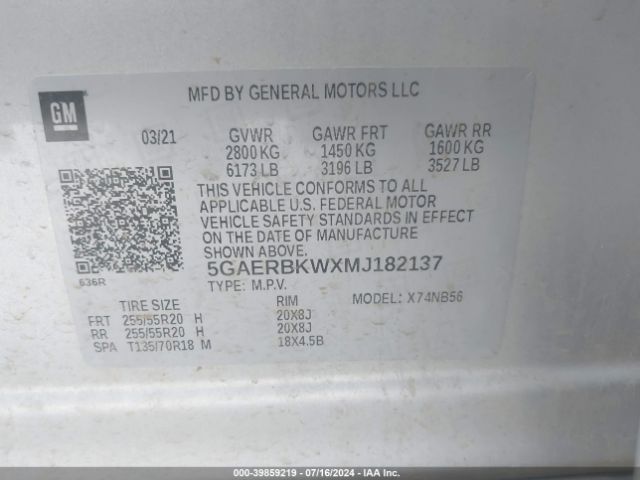 GM
MFD BY GENERAL MOTORS LLC
03/21 GVWR GAWR FRT GAWR RR
2800 KG 1450 KG 1600 KG
6173 LB 3196 LB 3527 LB
THIS VEHICLE CONFORMS TO ALL
APPLICABLE U.S. FEDERAL MOTOR
VEHICLE SAFETY STANDARDS IN EFFECT
ON THE DATE OF MANUFACTURE
SHOWN ABOVE.
636R
5GAERBKWXMJ182137
TYPE: M.P.V. MODEL: X74NB56
TIRE SIZE RIM
FRT 255/55R20 H 20X8J
RR 255/55R20 H 20X8J
SPA T135/70R18 M 18X4.5B
000-39859219 - 07/16/2024 - IAA Inc.